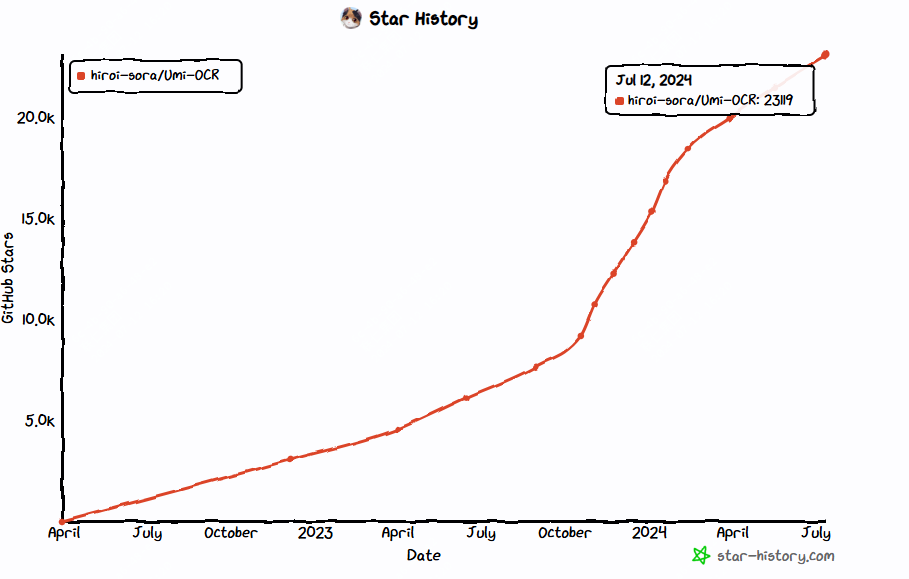 Star History
hiroi-sora/Umi-OCR
Jul 12, 2024
hiroi-sora/Umi-OCR: 23119
20.0k
15.0k
10.0k
5.0k
GitHub Stars
April July October 2023 April July October 2024 April July
Date
star-history.com